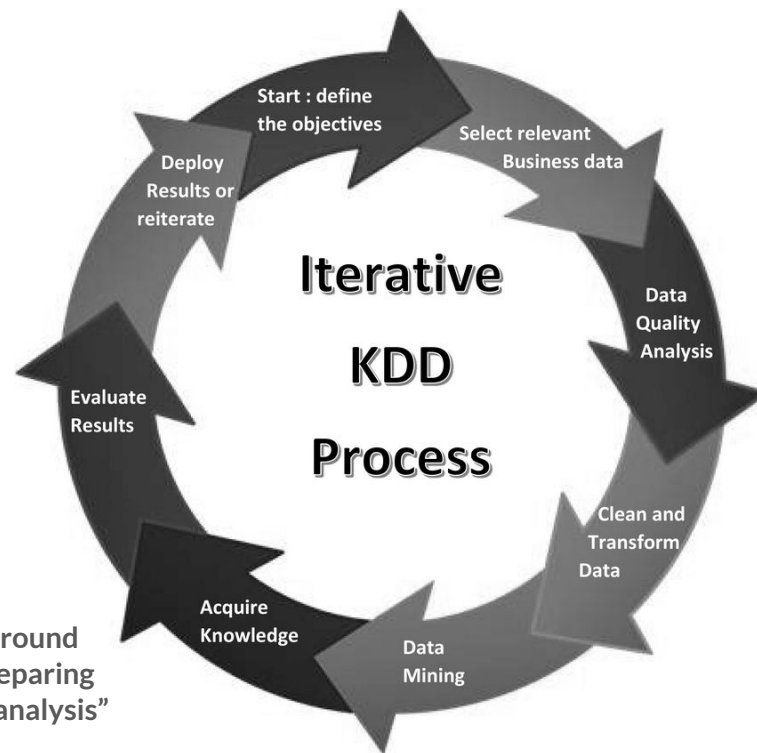 Start : define
the objectives
Select relevant
Business data
Data
Quality
Analysis
Clean and
Transform
Data
Data
Mining
Acquire
Knowledge
Evaluate
Results
Deploy
Results or
reiterate
Iterative
KDD
Process
round
eparing
analysis”